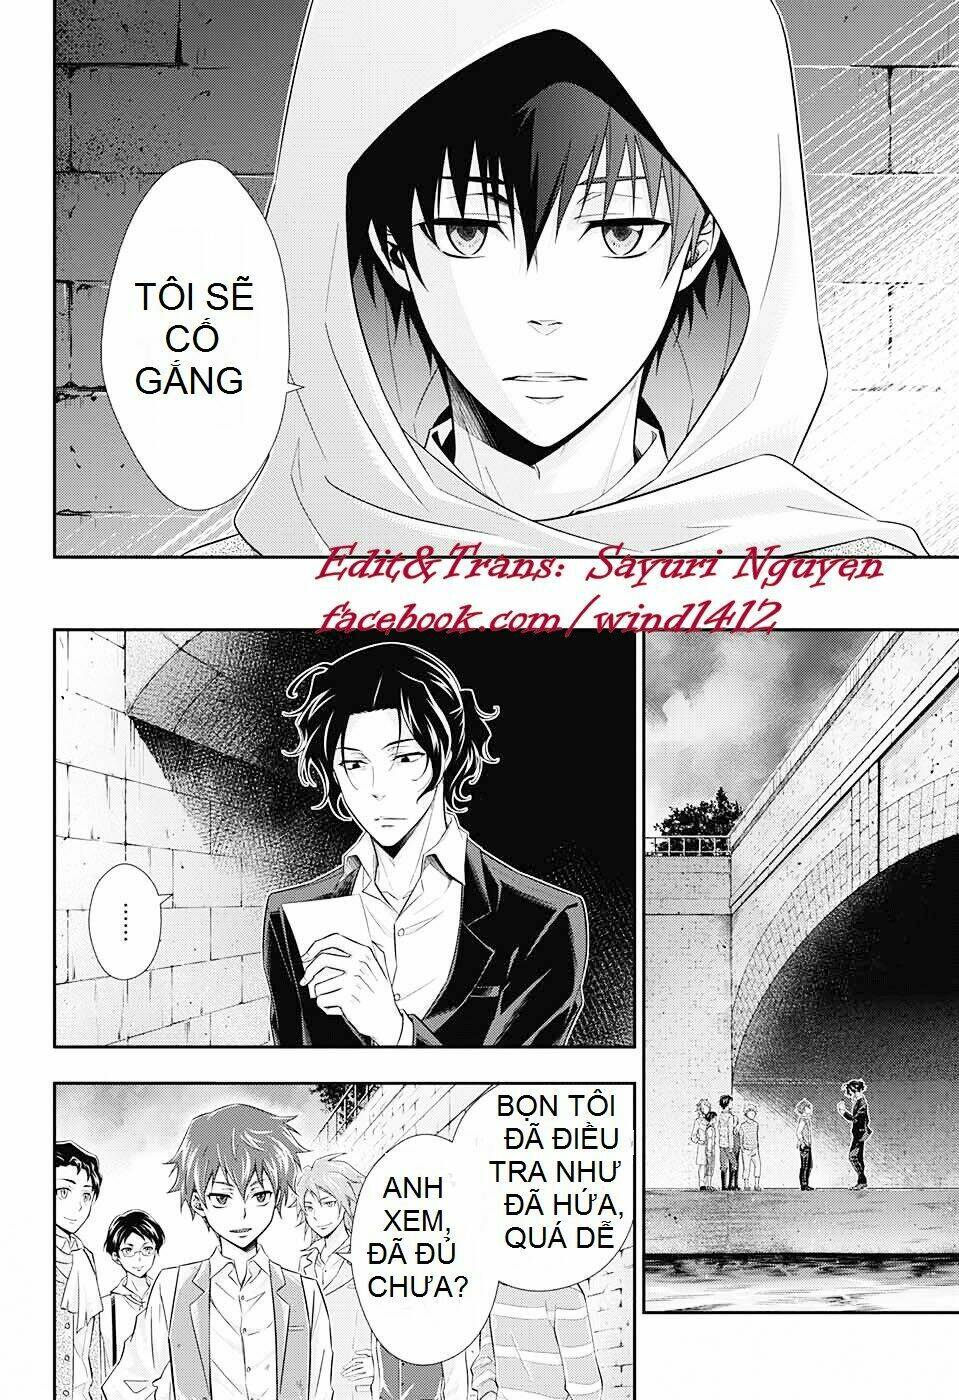 TÔI SẼ
CỐ
GẮNG
Edit&Trans: Sayuri Nguyen
facebook.com/wind1412
......
BỌN TÔI
ĐÃ ĐIỀU
TRA NHƯ
ĐÃ HỨA,
QUÁ DỄ
ANH
XEM,
ĐÃ ĐỦ
CHƯA?